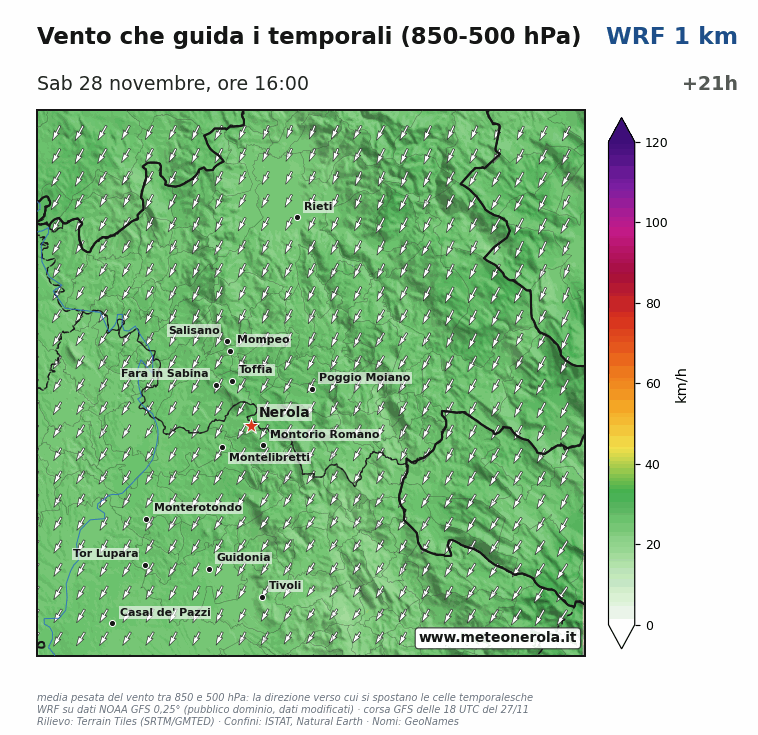 Vento che guida i temporali (850-500 hPa) WRF 1 km
Sab 28 novembre, ore 16:00 +21h
Rieti
Salisano
Mompeo
Toffia
Fara in Sabina
Poggio Moiano
Nerola
Montorio Romano
Montelibretti
Monterotondo
Tor Lupara
Guidonia
Tivoli
Casal de' Pazzi
www.meteonerola.it
120
100
80
60
40
20
0
km/h
media pesata del vento tra 850 e 500 hPa: la direzione verso cui si spostano le celle temporalesche
WRF su dati NOAA GFS 0,25° (pubblico dominio, dati modificati) · corsa GFS delle 18 UTC del 27/11
Rilievo: Terrain Tiles (SRTM/GMTED) · Confini: ISTAT, Natural Earth · Nomi: GeoNames